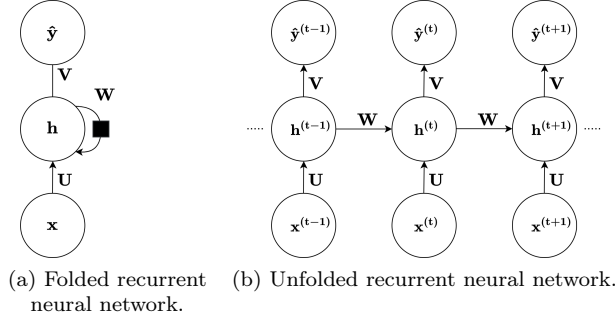 ŷ ŷ(t−1) ŷ(t) ŷ(t+1)
V V V V
W
h h(t−1) W h(t) W h(t+1)
..... .....
U U U U
x x(t−1) x(t) x(t+1)
(a) Folded recurrent
neural network.
(b) Unfolded recurrent neural network.